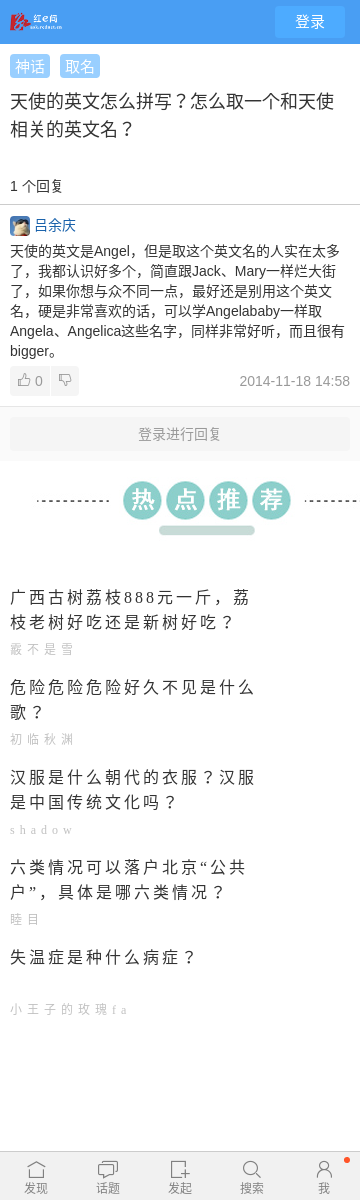 红e问
登录
神话 取名
天使的英文怎么拼写？怎么取一个和天使
相关的英文名？
1 个回复
吕余庆
天使的英文是Angel，但是取这个英文名的人实在太多
了，我都认识好多个，简直跟Jack、Mary一样烂大街
了，如果你想与众不同一点，最好还是别用这个英文
名，硬是非常喜欢的话，可以学Angelababy一样取
Angela、Angelica这些名字，同样非常好听，而且很有
bigger。
0
2014-11-18 14:58
登录进行回复
热点推荐
广西古树荔枝888元一斤，荔
枝老树好吃还是新树好吃？
霰不是雪
危险危险危险好久不见是什么
歌？
初临秋渊
汉服是什么朝代的衣服？汉服
是中国传统文化吗？
shadow
六类情况可以落户北京“公共
户”，具体是哪六类情况？
睦目
失温症是种什么病症？
小王子的玫瑰fa
发现 话题 发起 搜索 我